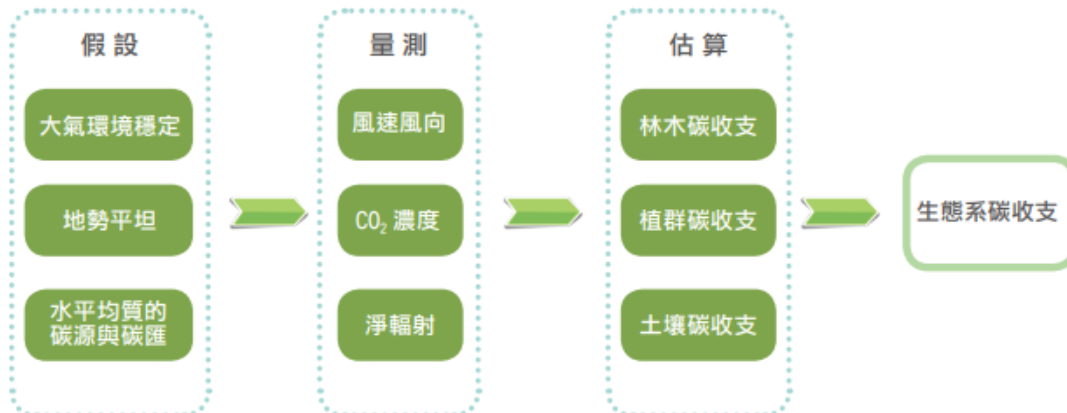 假設
大氣環境穩定
地勢平坦
水平均質的
碳源與碳匯
量測
風速風向
CO₂ 濃度
淨輻射
估算
林木碳收支
植群碳收支
土壤碳收支
生態系碳收支